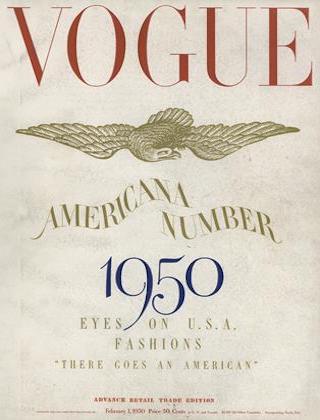 VOGUE
AMERICANA
NUMBER
1950
EYES ON U.S.A.
FASHIONS
"THERE GOES AN AMERICAN"
ADVANCE RETAIL TRADE EDITION
February 1, 1950 Price 50 Cents